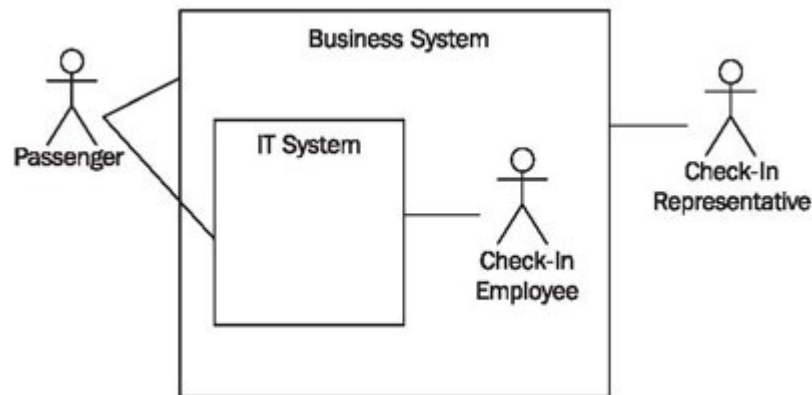 Business System
Passenger
IT System
Check-In
Employee
Check-In
Representative